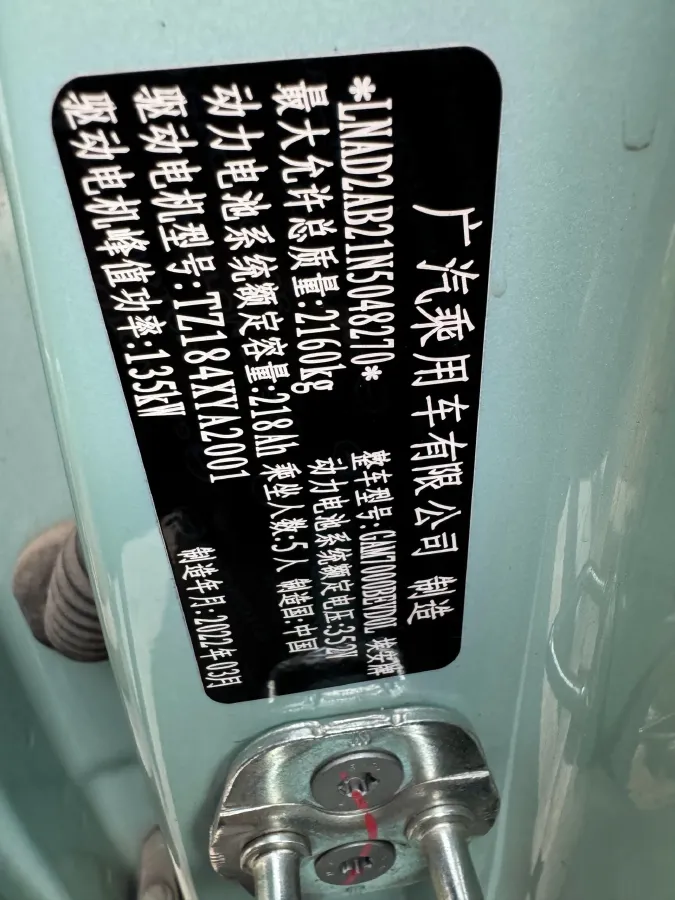 广汽乘用车有限公司 制造
*LNAD2AB21N5048270* 整车型号: 埃安牌
最大允许总质量:2160kg 动力电池系统额定电压:352V
动力电池系统额定容量:218Ah 乘坐人数:5人 制造国:中国
驱动电机型号:TZ184XYA2001
驱动电机峰值功率:135kW 制造年月:2022年03月